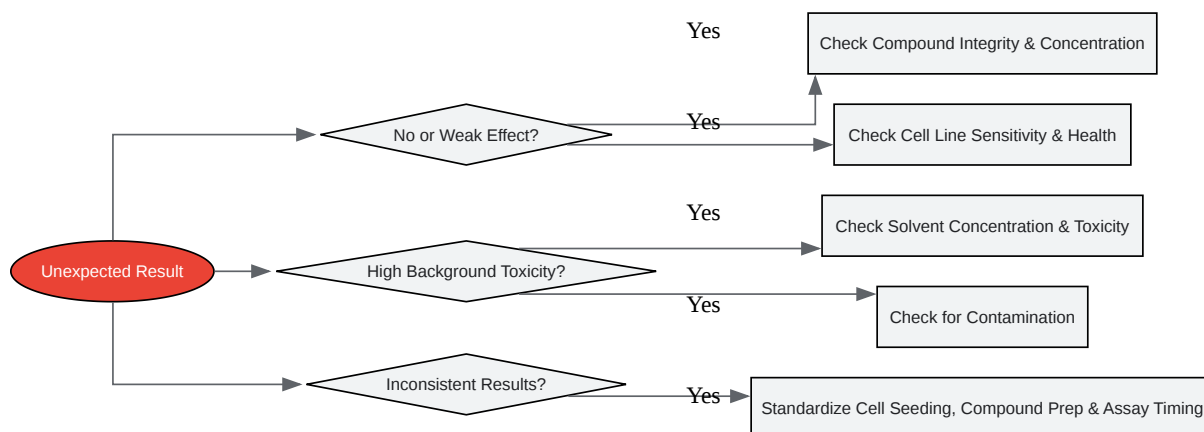 Yes
Check Compound Integrity & Concentration
No or Weak Effect?
Yes
Check Cell Line Sensitivity & Health
Yes
Check Solvent Concentration & Toxicity
Unexpected Result
High Background Toxicity?
Yes
Check for Contamination
Inconsistent Results?
Yes
Standardize Cell Seeding, Compound Prep & Assay Timing